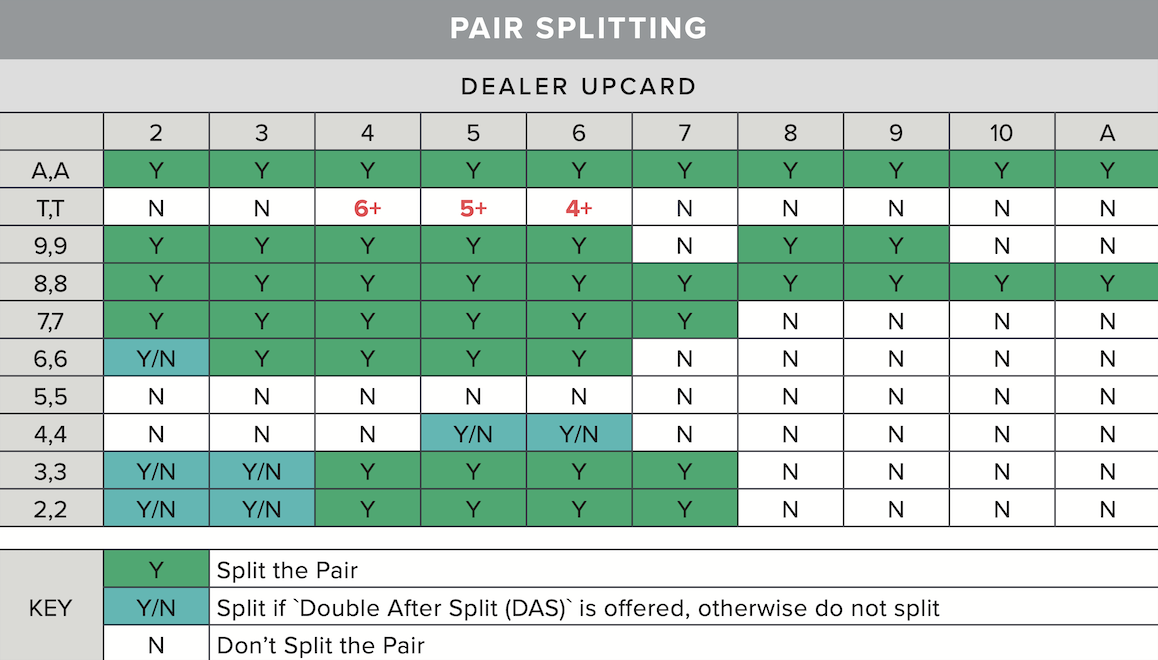 PAIR SPLITTING
DEALER UPCARD
2 3 4 5 6 7 8 9 10 A
A,A Y Y Y Y Y Y Y Y Y Y
T,T N N 6+ 5+ 4+ N N N N N
9,9 Y Y Y Y Y N Y Y N N
8,8 Y Y Y Y Y Y Y Y Y Y
7,7 Y Y Y Y Y Y N N N N
6,6 Y/N Y Y Y Y N N N N N
5,5 N N N N N N N N N N
4,4 N N N Y/N Y/N N N N N N
3,3 Y/N Y/N Y Y Y Y N N N N
2,2 Y/N Y/N Y Y Y Y N N N N
Y Split the Pair
KEY Y/N Split if `Double After Split (DAS)` is offered, otherwise do not split
N Don’t Split the Pair